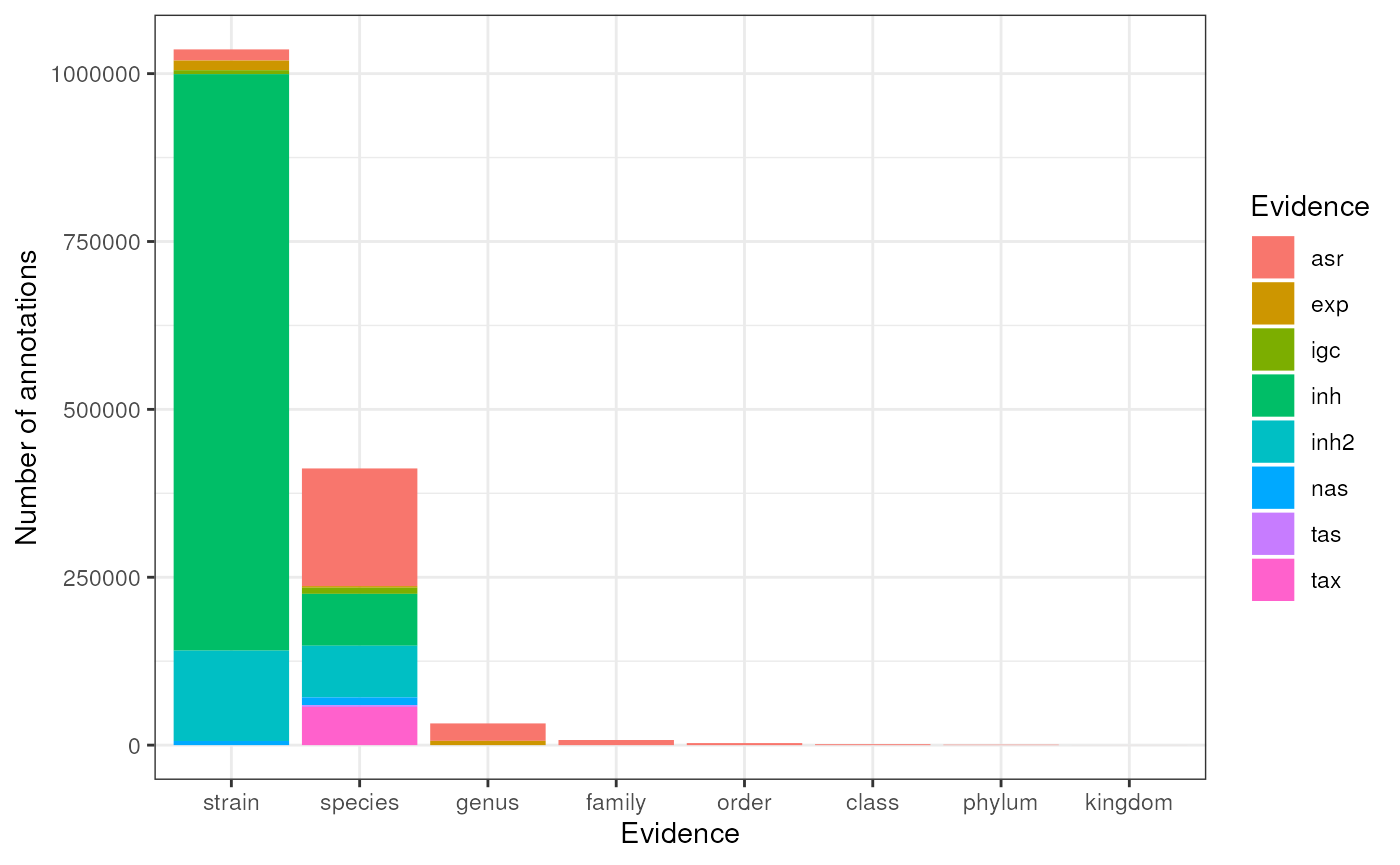 1000000
750000
500000
250000
0
Number of annotations
strain species genus family order class phylum kingdom
Evidence
Evidence
asr
exp
igc
inh
inh2
nas
tas
tax